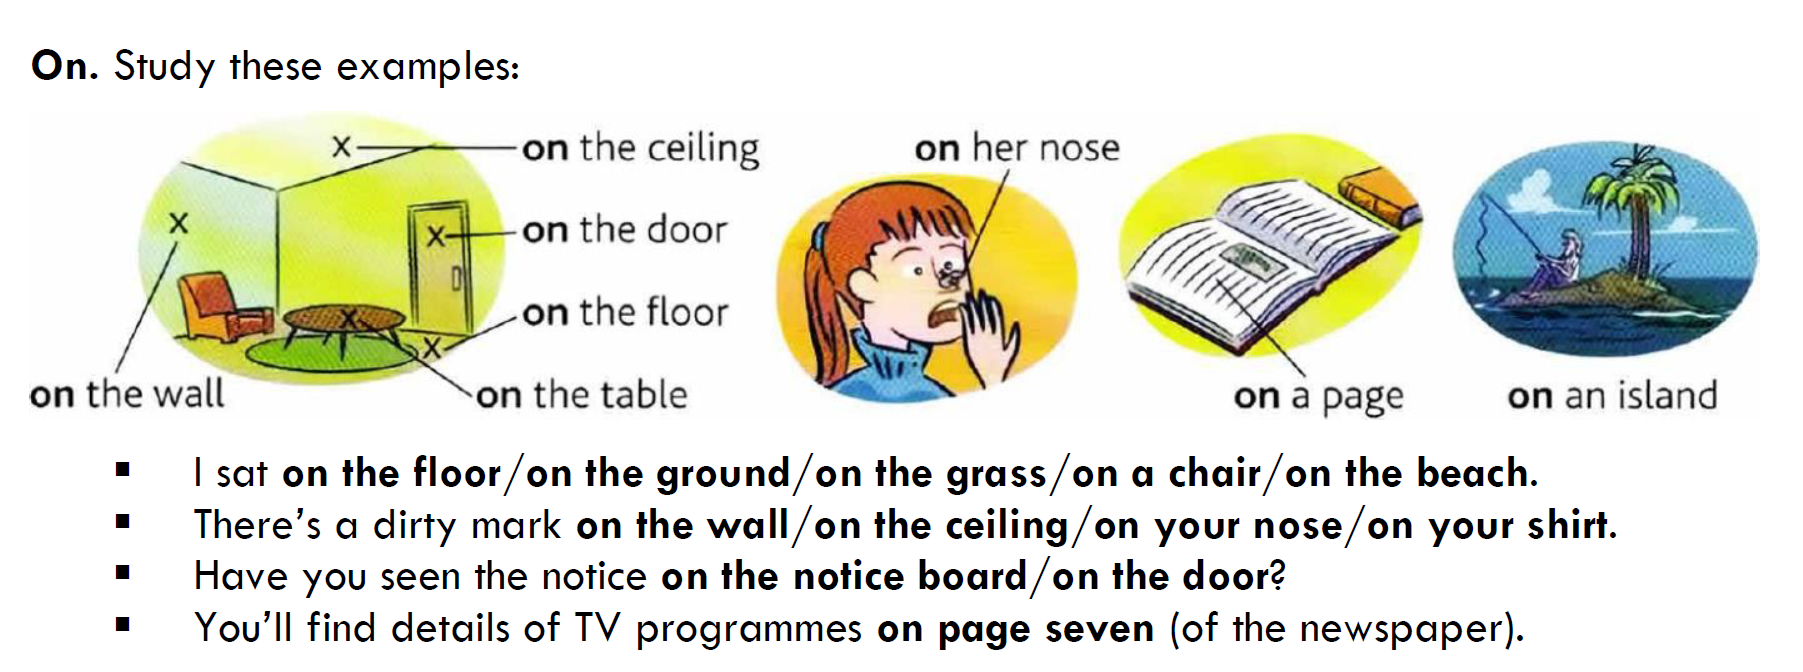 On. Study these examples:
on the ceiling
on the door
on the floor
on the wall
on the table
on her nose
on a page
on an island
▪ I sat on the floor/on the ground/on the grass/on a chair/on the beach.
▪ There’s a dirty mark on the wall/on the ceiling/on your nose/on your shirt.
▪ Have you seen the notice on the notice board/on the door?
▪ You’ll find details of TV programmes on page seven (of the newspaper).